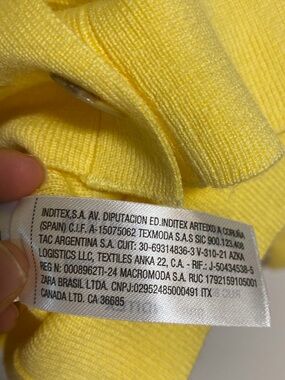 INDITEX,S.A. AV. DIPUTACION ED.INDITEX ARTEIXO A CORUÑA
(SPAIN) C.I.F. A-15075062 TEXMODA S.A.S SIC 900.123.408
TAC ARGENTINA S.A. CUIT: 30-69314836-3 V-310-21 AZKA
LOGISTICS LLC, TEXTILES ANKA 22, C.A. - RIF.: J-50434538-5
REG N: 00089627I-24 MACROMODA S.A. RUC 1792159105001
ZARA BRASIL LTDA. CNPJ:02952485000491 ITX
CANADA LTD. CA 36685